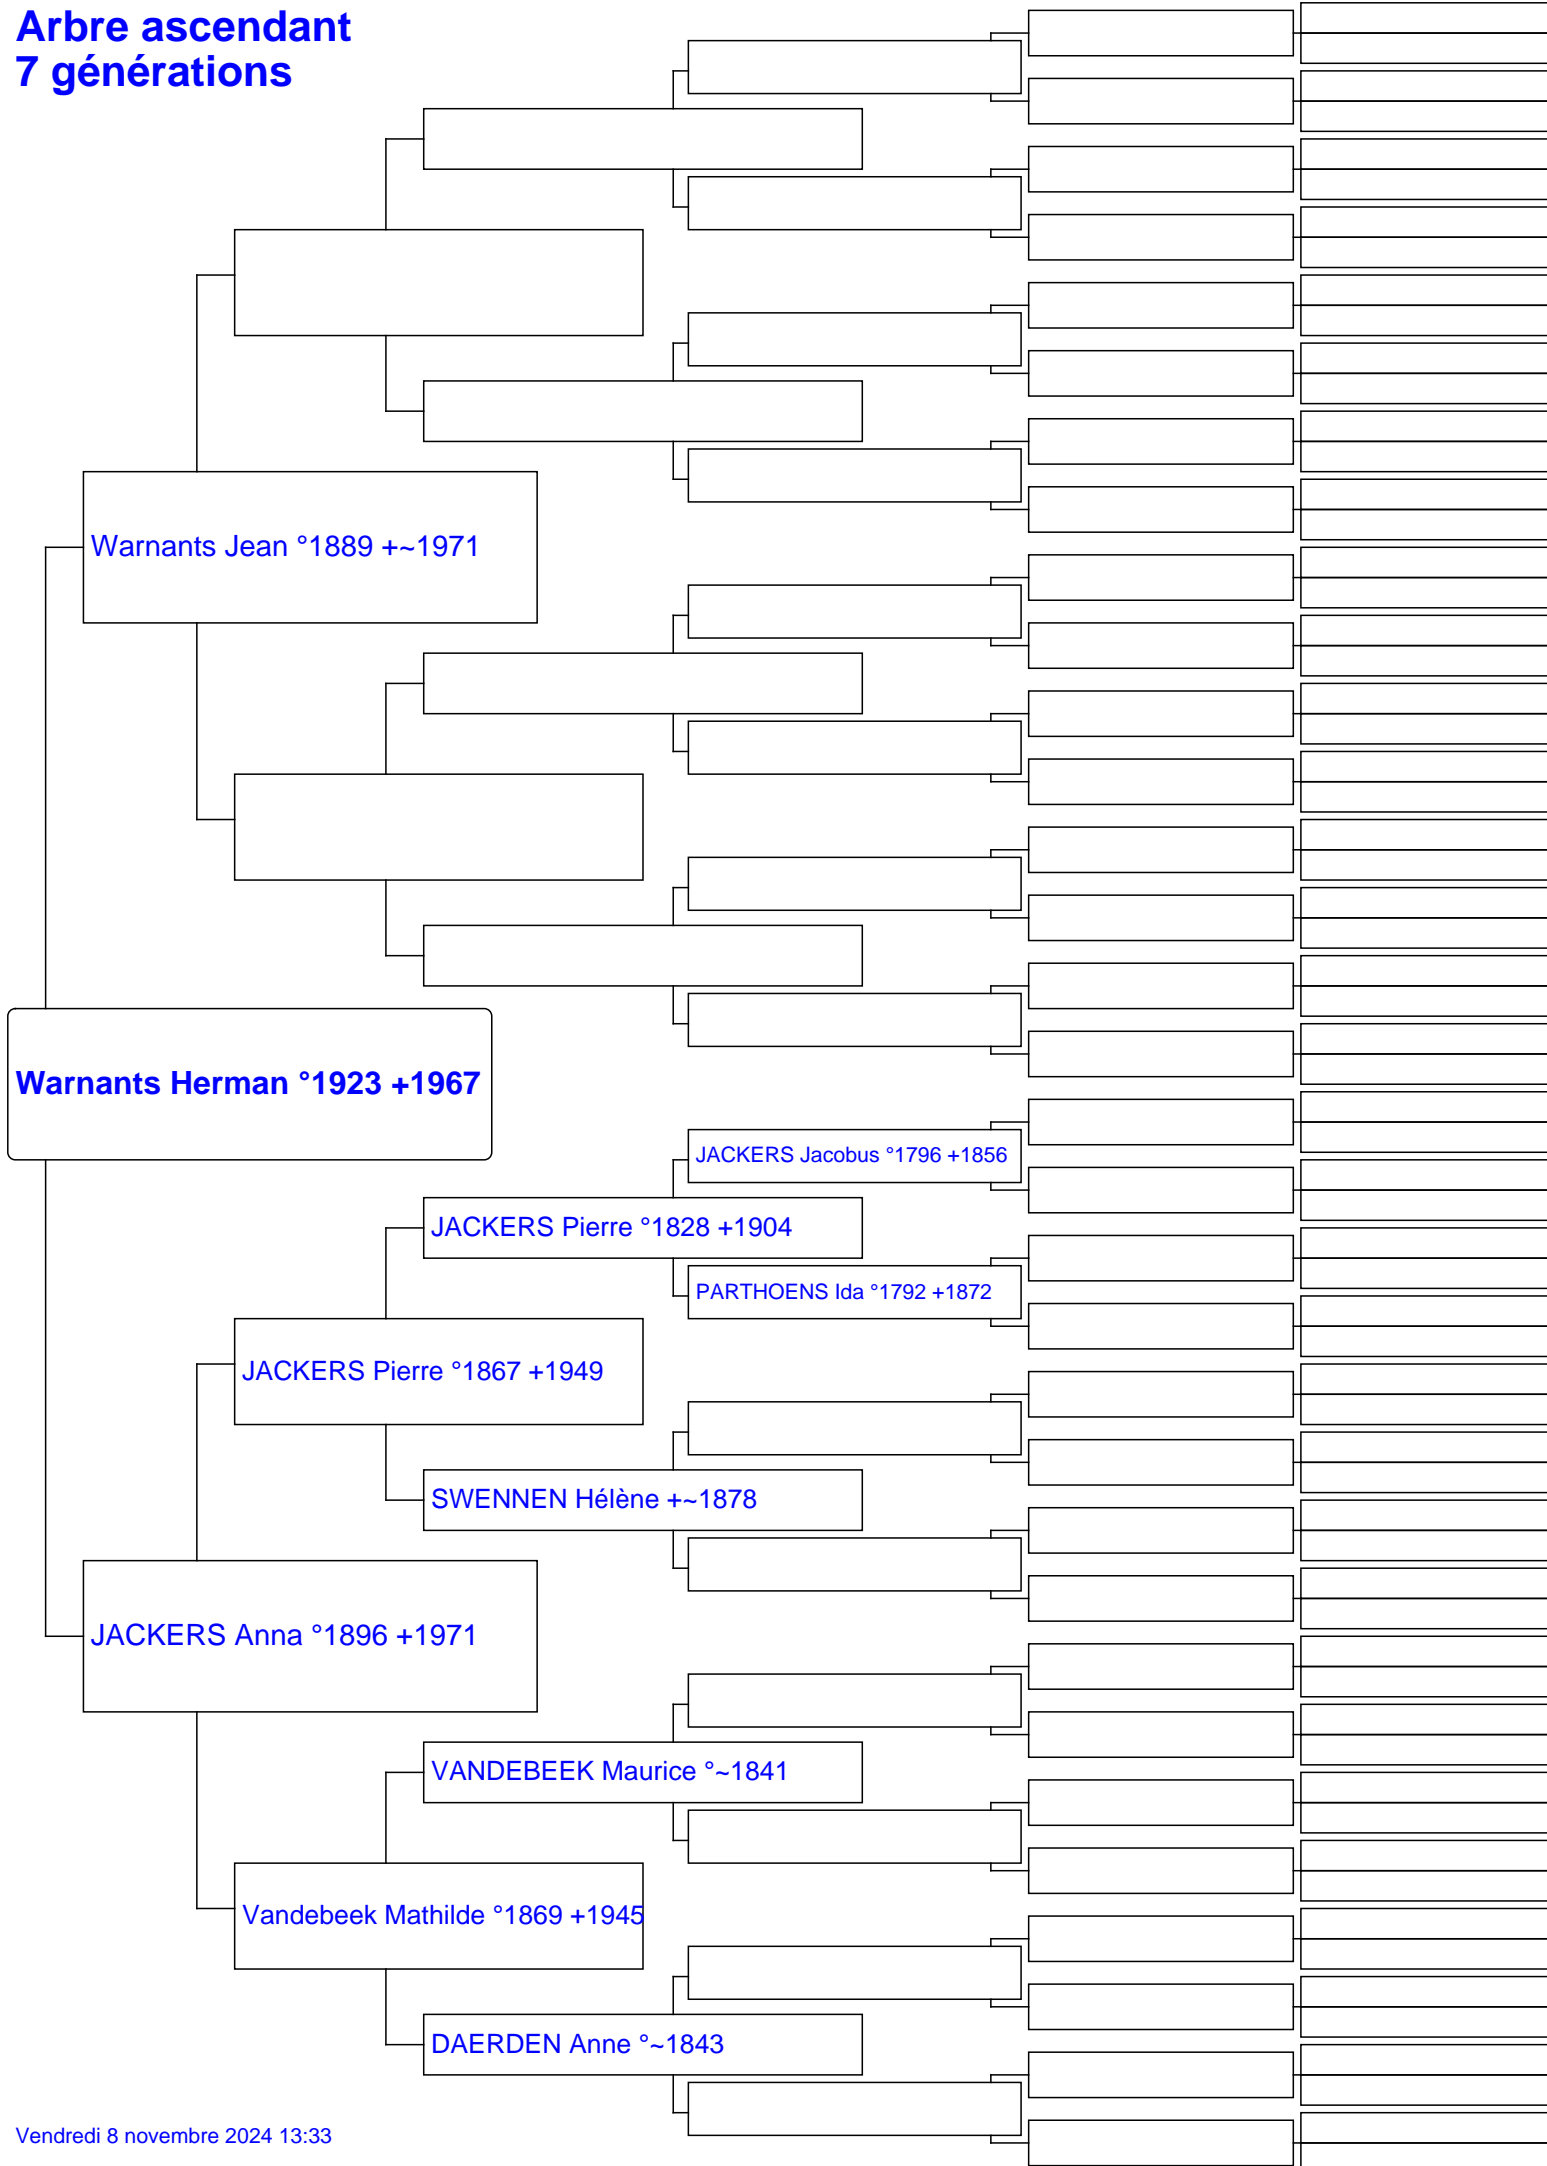 Arbre ascendant
7 générations
Warnants Jean °1889 +~1971
Warnants Herman °1923 +1967
JACKERS Jacobus °1796 +1856
JACKERS Pierre °1828 +1904
PARTHOENS Ida °1792 +1872
JACKERS Pierre °1867 +1949
SWENNEN Hélène +~1878
JACKERS Anna °1896 +1971
VANDEBEEK Maurice °~1841
Vandebeek Mathilde °1869 +1945
DAERDEN Anne °~1843
Vendredi 8 novembre 2024 13:33